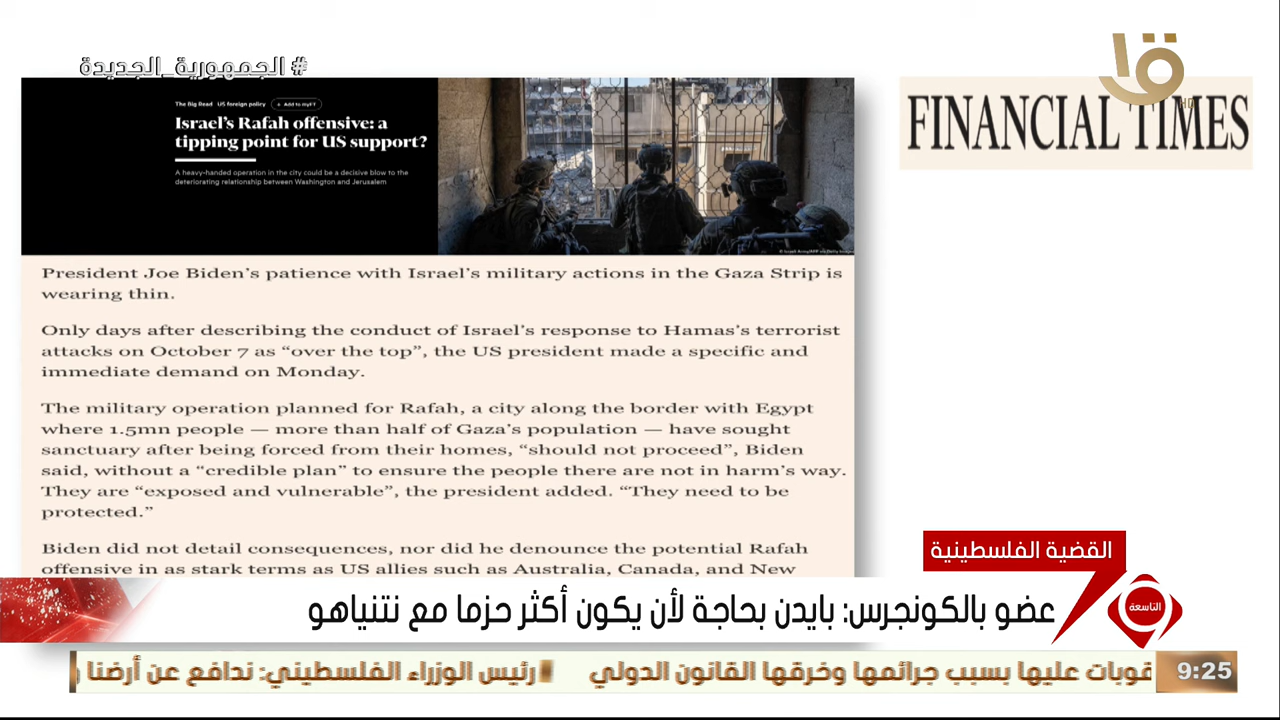 # الجمهورية_الجديدة
FINANCIAL TIMES
The Big Read US foreign policy + Add to myFT
Israel's Rafah offensive: a
tipping point for US support?
A heavy-handed operation in the city could be a decisive blow to the
deteriorating relationship between Washington and Jerusalem
President Joe Biden's patience with Israel's military actions in the Gaza Strip is
wearing thin.
Only days after describing the conduct of Israel's response to Hamas's terrorist
attacks on October 7 as “over the top”, the US president made a specific and
immediate demand on Monday.
The military operation planned for Rafah, a city along the border with Egypt
where 1.5mn people — more than half of Gaza's population — have sought
sanctuary after being forced from their homes, “should not proceed”, Biden
said, without a “credible plan” to ensure the people there are not in harm's way.
They are “exposed and vulnerable”, the president added. “They need to be
protected.”
Biden did not detail consequences, nor did he denounce the potential Rafah
offensive in as stark terms as US allies such as Australia, Canada, and New
القضية الفلسطينية
التاسعة
عضو بالكونجرس: بايدن بحاجة لأن يكون أكثر حزما مع نتنياهو
قوبات عليها بسبب جرائمها وخرقها القانون الدولي رئيس الوزراء الفلسطيني: ندافع عن أرضنا
9:25